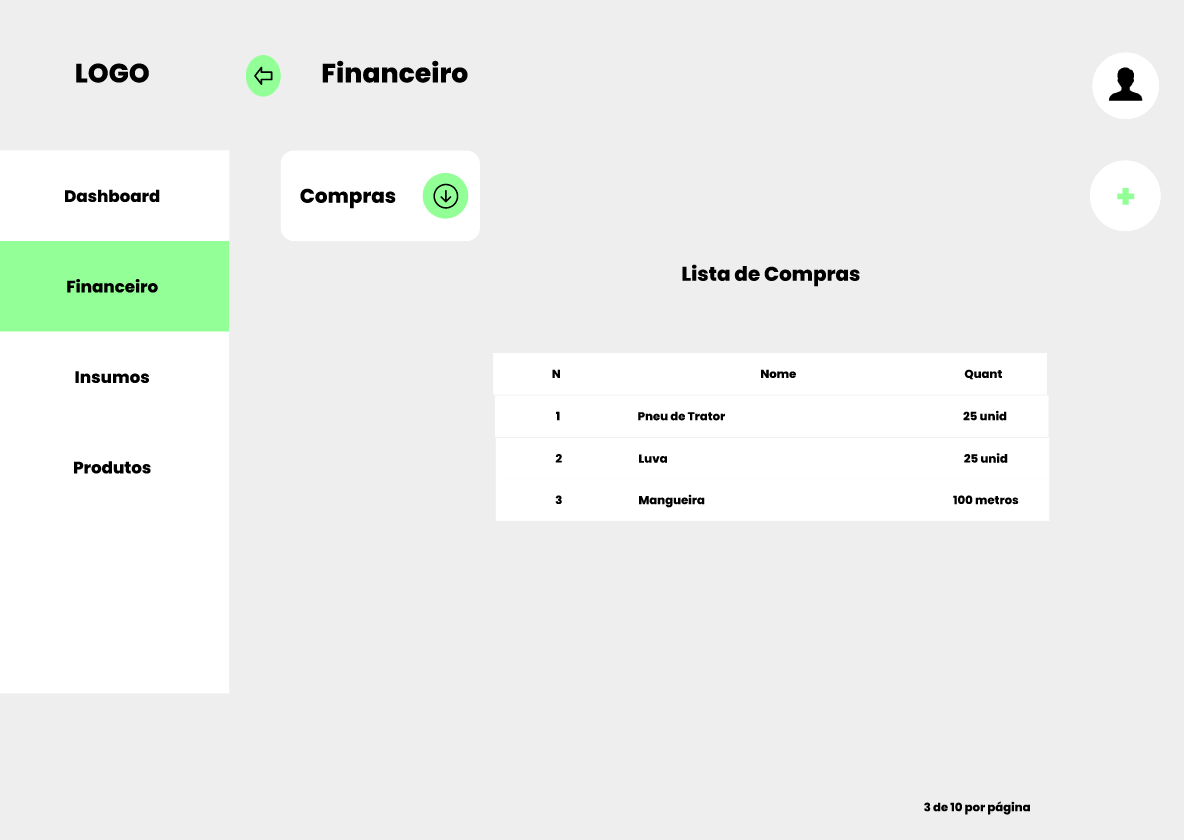 LOGO
Financeiro
Dashboard
Compras
Financeiro
Lista de Compras
Insumos
N Nome Quant
1 Pneu de Trator 25 unid
2 Luva 25 unid
Produtos
3 Mangueira 100 metros
3 de 10 por página